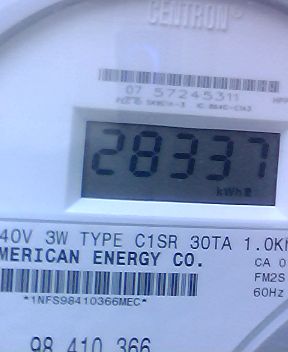 CENTRON®
07 57245311
28337
kWh
40V 3W TYPE C1SR 30TA 1.0K
MERICAN ENERGY CO.
CA 0
FM2S
60Hz
*1NFS98410366MEC*
98 410 366